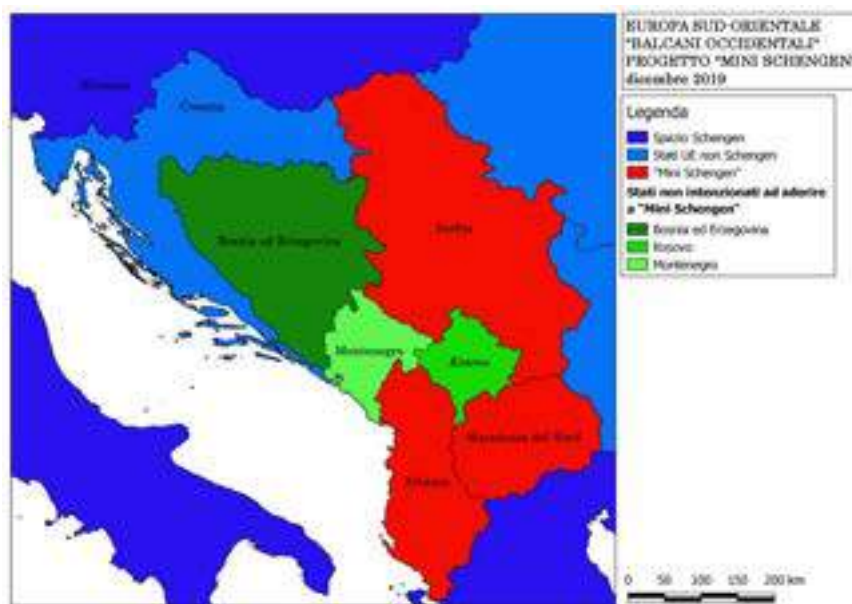 EUROPA SUD-ORIENTALE
"BALCANI OCCIDENTALI"
PROGETTO "MINI SCHENGEN"
dicembre 2019
Legenda
Spazio Schengen
Stati UE non Schengen
"Mini Schengen"
Stati non intenzionati ad aderire
a "Mini Schengen"
Bosnia ed Erzegovina
Kosovo
Montenegro
Croazia
Bosnia ed Erzegovina
Serbia
Montenegro
Kosovo
Macedonia del Nord
Albania
0 50 100 150 200 km